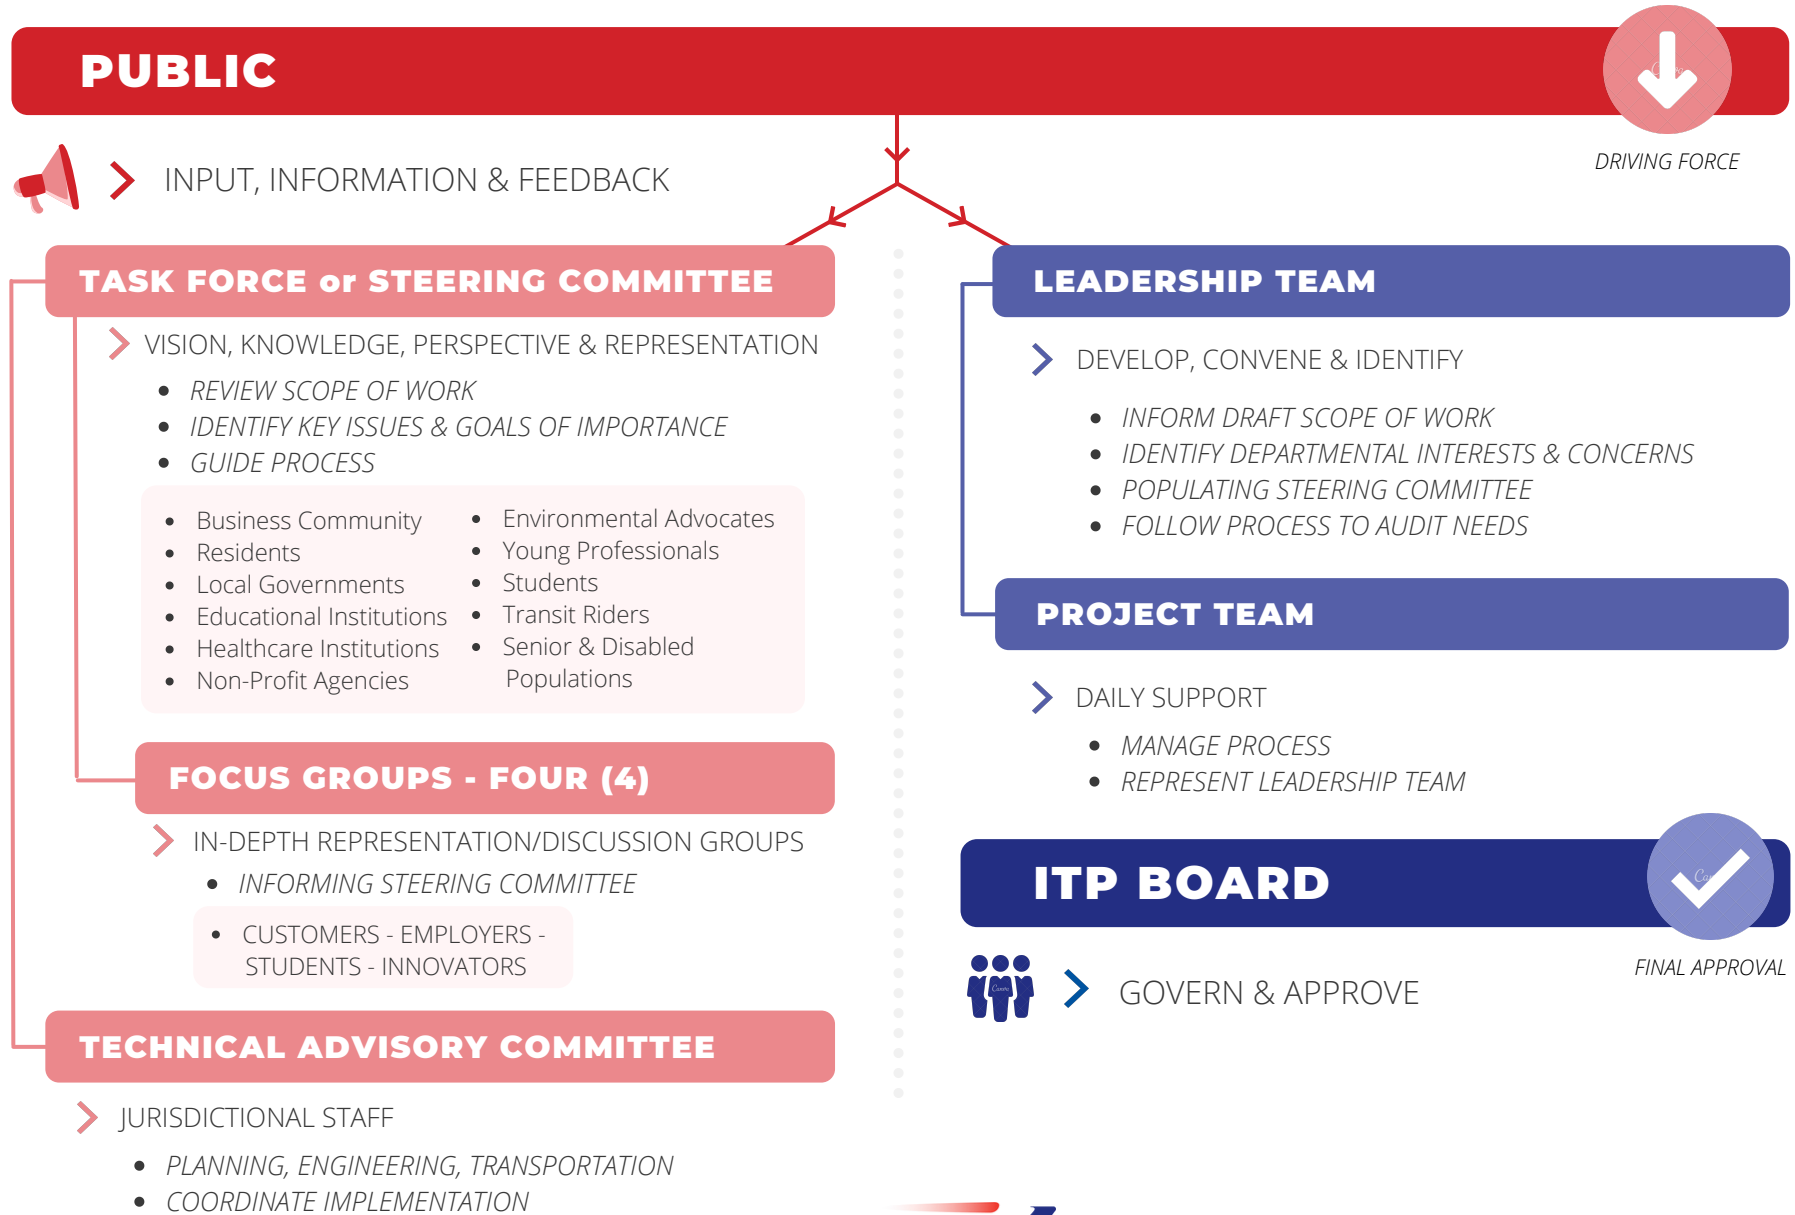 PUBLIC
DRIVING FORCE
INPUT, INFORMATION & FEEDBACK
TASK FORCE or STEERING COMMITTEE
VISION, KNOWLEDGE, PERSPECTIVE & REPRESENTATION
• REVIEW SCOPE OF WORK
• IDENTIFY KEY ISSUES & GOALS OF IMPORTANCE
• GUIDE PROCESS
• Business Community
• Residents
• Local Governments
• Educational Institutions
• Healthcare Institutions
• Non-Profit Agencies
• Environmental Advocates
• Young Professionals
• Students
• Transit Riders
• Senior & Disabled
Populations
FOCUS GROUPS - FOUR (4)
IN-DEPTH REPRESENTATION/DISCUSSION GROUPS
• INFORMING STEERING COMMITTEE
• CUSTOMERS - EMPLOYERS -
STUDENTS - INNOVATORS
TECHNICAL ADVISORY COMMITTEE
JURISDICTIONAL STAFF
• PLANNING, ENGINEERING, TRANSPORTATION
• COORDINATE IMPLEMENTATION
LEADERSHIP TEAM
DEVELOP, CONVENE & IDENTIFY
• INFORM DRAFT SCOPE OF WORK
• IDENTIFY DEPARTMENTAL INTERESTS & CONCERNS
• POPULATING STEERING COMMITTEE
• FOLLOW PROCESS TO AUDIT NEEDS
PROJECT TEAM
DAILY SUPPORT
• MANAGE PROCESS
• REPRESENT LEADERSHIP TEAM
ITP BOARD
FINAL APPROVAL
GOVERN & APPROVE
Canva